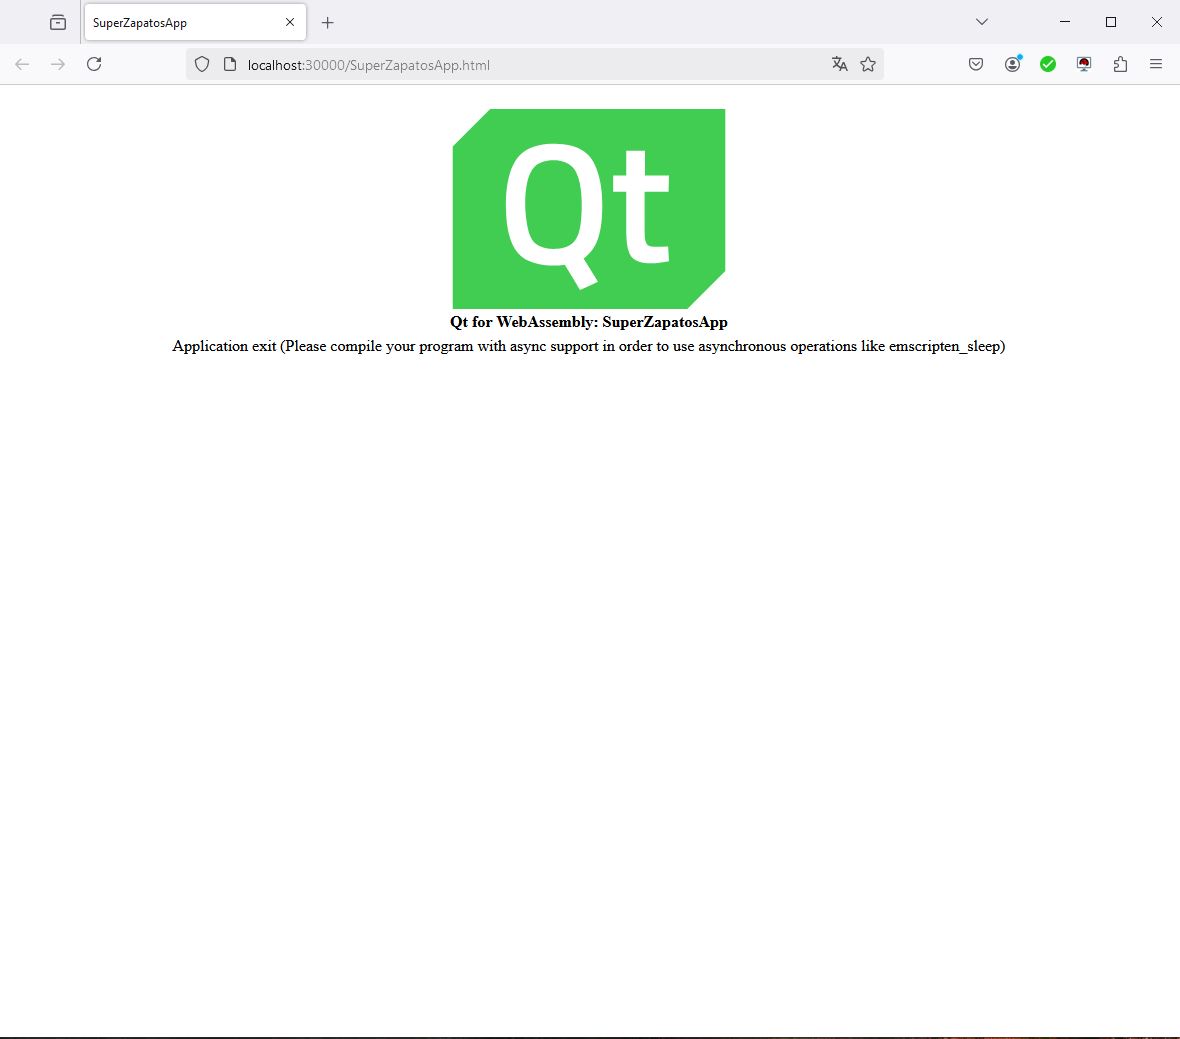 SuperZapatosApp
localhost:30000/SuperZapatosApp.html
Qt
Qt for WebAssembly: SuperZapatosApp
Application exit (Please compile your program with async support in order to use asynchronous operations like emscripten_sleep)